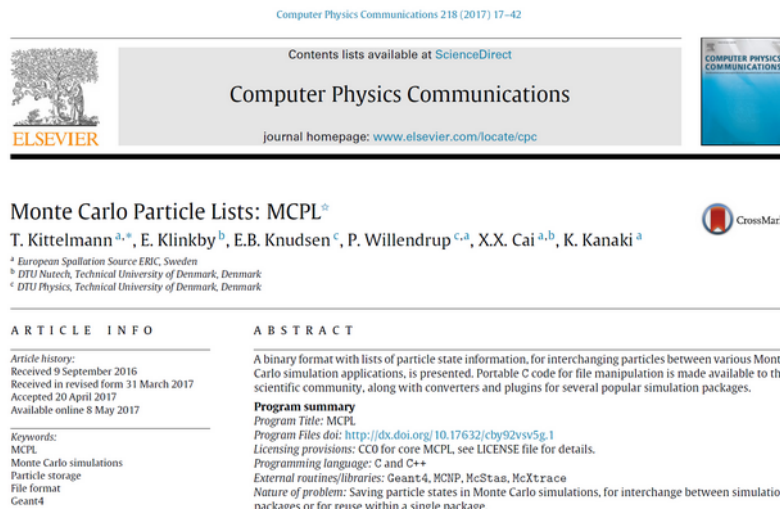 Computer Physics Communications 218 (2017) 17–42
Contents lists available at ScienceDirect
Computer Physics Communications
journal homepage: www.elsevier.com/locate/cpc
ELSEVIER
COMPUTER PHYSICS
COMMUNICATIONS
Monte Carlo Particle Lists: MCPL☆
CrossMark
T. Kittelmann a,*, E. Klinkby b, E.B. Knudsen c, P. Willendrup c,a, X.X. Cai a,b, K. Kanaki a
a European Spallation Source ERIC, Sweden
b DTU Nutech, Technical University of Denmark, Denmark
c DTU Physics, Technical University of Denmark, Denmark
ARTICLE INFO
Article history:
Received 9 September 2016
Received in revised form 31 March 2017
Accepted 20 April 2017
Available online 8 May 2017
Keywords:
MCPL
Monte Carlo simulations
Particle storage
File format
Geant4
ABSTRACT
A binary format with lists of particle state information, for interchanging particles between various Mont
Carlo simulation applications, is presented. Portable C code for file manipulation is made available to th
scientific community, along with converters and plugins for several popular simulation packages.
Program summary
Program Title: MCPL
Program Files doi: http://dx.doi.org/10.17632/cby92vsv5g.1
Licensing provisions: CC0 for core MCPL, see LICENSE file for details.
Programming language: C and C++
External routines/libraries: Geant4, MCNP, McStas, McXtrace
Nature of problem: Saving particle states in Monte Carlo simulations, for interchange between simulation
packages or for reuse within a single package.